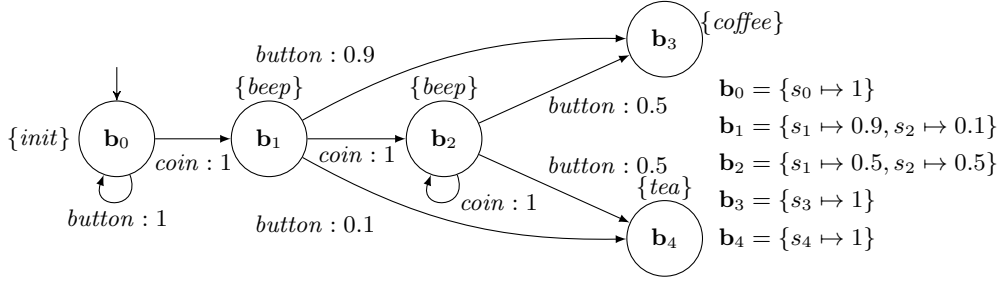 {coffee}
b₃
button : 0.9
{beep}
{beep}
b₀ = {s₀ ↦ 1}
button : 0.5
b₁ = {s₁ ↦ 0.9, s₂ ↦ 0.1}
{init}
b₀
b₁
b₂
coin : 1
coin : 1
button : 0.5
b₂ = {s₁ ↦ 0.5, s₂ ↦ 0.5}
{tea}
b₃ = {s₃ ↦ 1}
coin : 1
button : 1
button : 0.1
b₄
b₄ = {s₄ ↦ 1}